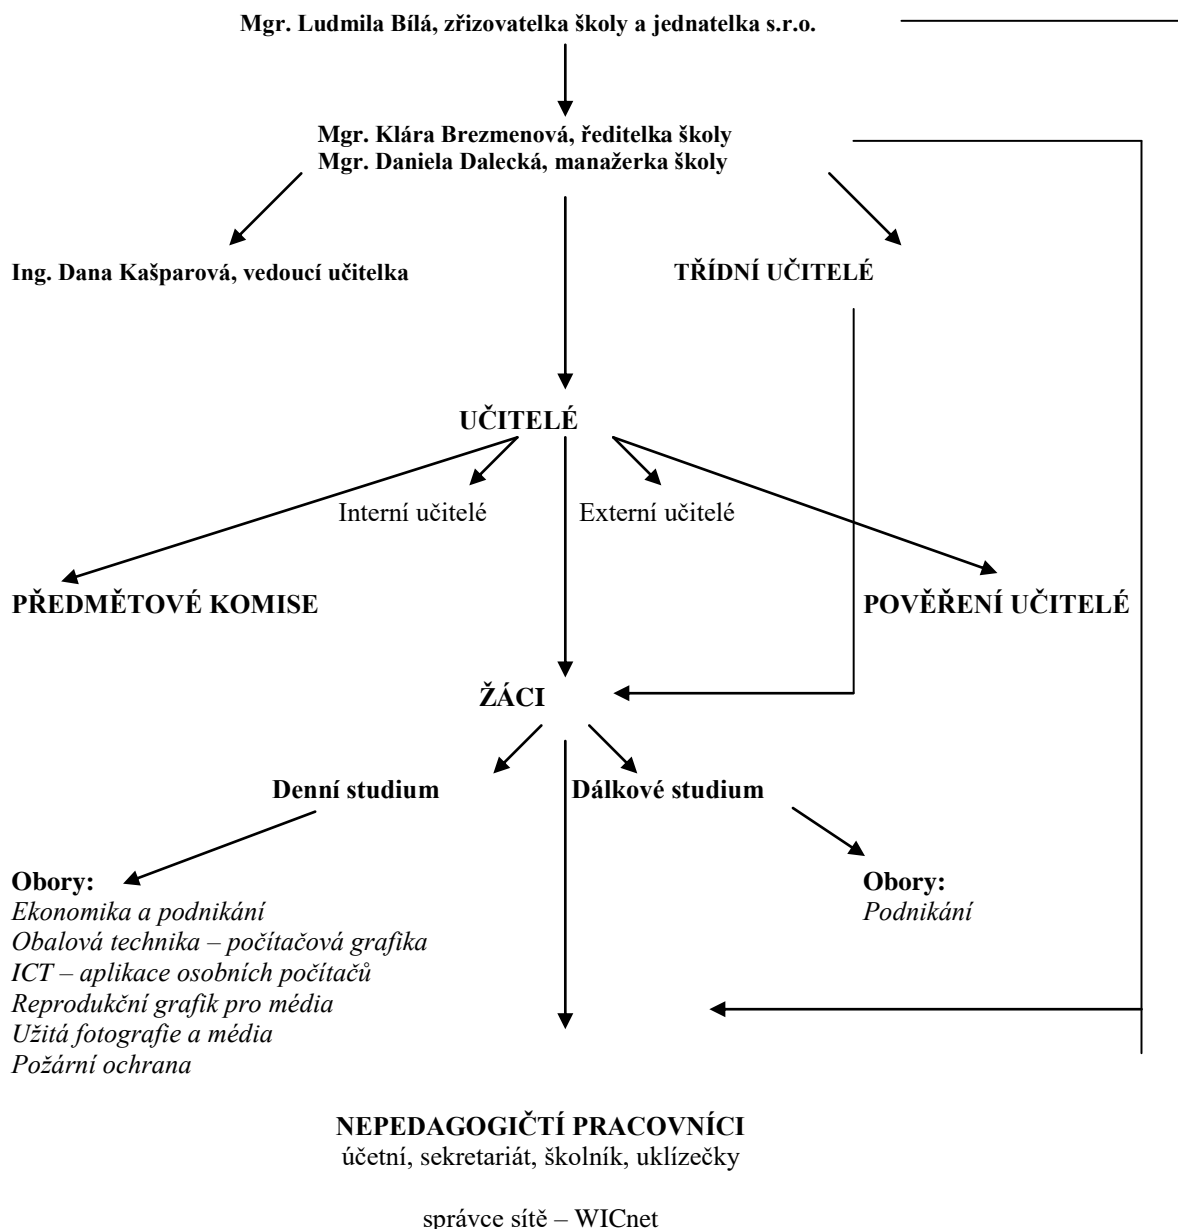 Mgr. Ludmila Bílá, zřizovatelka školy a jednatelka s.r.o.
Mgr. Klára Brezmenová, ředitelka školy
Mgr. Daniela Dalecká, manažerka školy
Ing. Dana Kašparová, vedoucí učitelka
TŘÍDNÍ UČITELÉ
UČITELÉ
Interní učitelé
Externí učitelé
PŘEDMĚTOVÉ KOMISE
POVĚŘENÍ UČITELÉ
ŽÁCI
Denní studium
Dálkové studium
Obory:
Ekonomika a podnikání
Obalová technika – počítačová grafika
ICT – aplikace osobních počítačů
Reprodukční grafik pro média
Užitá fotografie a média
Požární ochrana
Obory:
Podnikání
NEPEDAGOGIČTÍ PRACOVNÍCI
účetní, sekretariát, školník, uklízečky
správce sítě – WICnet